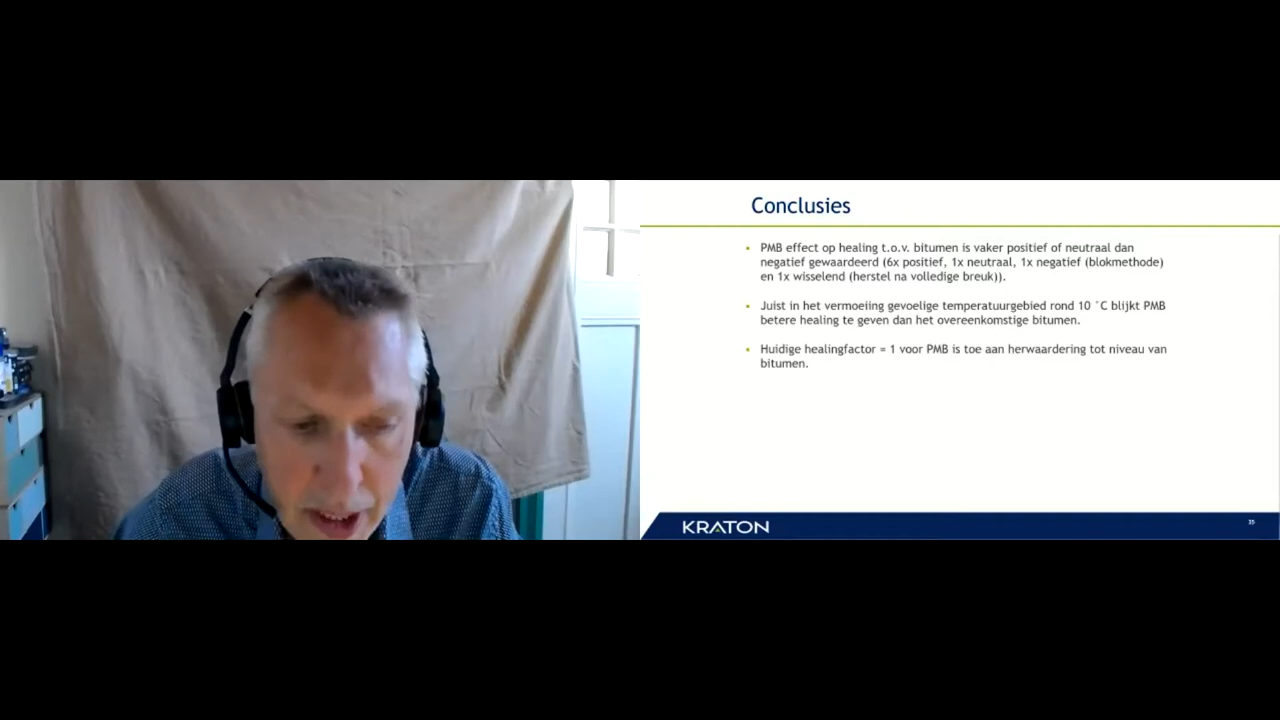 Conclusies
• PMB effect op healing t.o.v. bitumen is vaker positief of neutraal dan
negatief gewaardeerd (6x positief, 1x neutraal, 1x negatief (blokmethode)
en 1x wisselend (herstel na volledige breuk)).
• Juist in het vermoeiing gevoelige temperatuurgebied rond 10 °C blijkt PMB
betere healing te geven dan het overeenkomstige bitumen.
• Huidige healingfactor = 1 voor PMB is toe aan herwaardering tot niveau van
bitumen.
KRATON
35